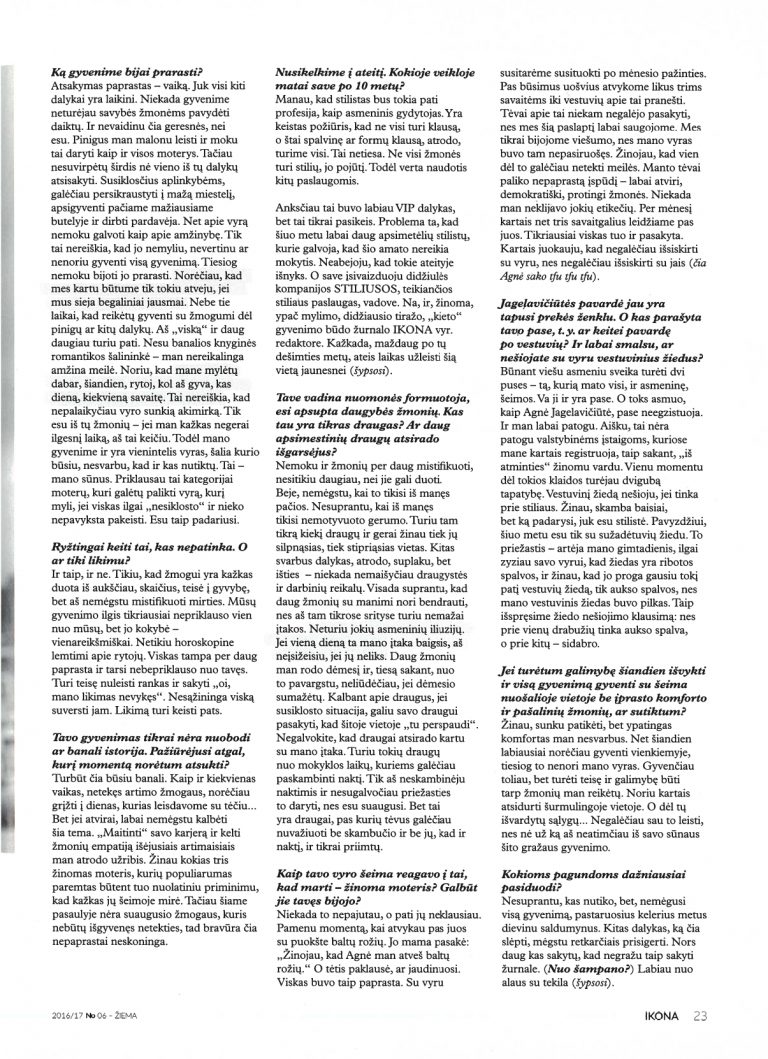 Ką gyvenime bijai prarasti?
Atsakymas paprastas – vaiką. Juk visi kiti
dalykai yra laikini. Niekada gyvenime
neturėjau savybės žmonėms pavydėti
daiktų. Ir nevaidinu čia geresnės, nei
esu. Pinigus man malonu leisti ir moku
tai daryti kaip ir visos moterys. Tačiau
nesuvirpėtų širdis nė vieno iš tų dalykų
atsisakyti. Susiklosčius aplinkybėms,
galėčiau persikraustyti į mažą miestelį,
apsigyventi pačiame mažiausiame
butelyje ir dirbti pardavėja. Net apie vyrą
nemoku galvoti kaip apie amžinybę. Tik
tai nereiškia, kad jo nemyliu, nevertinu ar
nenoriu gyventi visą gyvenimą. Tiesiog
nemoku bijoti jo prarasti. Norėčiau, kad
mes kartu būtume tik tokiu atveju, jei
mus sieja begaliniai jausmai. Nebe tie
laikai, kad reikėtų gyventi su žmogumi dėl
pinigų ar kitų dalykų. Aš „viską“ ir daug
daugiau turiu pati. Nesu banalios knyginės
romantikos šalininkė – man nereikalinga
amžina meilė. Noriu, kad mane mylėtų
dabar, šiandien, rytoj, kol aš gyva, kas
dieną, kiekvieną savaitę. Tai nereiškia, kad
nepalaikyčiau vyro sunkią akimirką. Tik
esu iš tų žmonių – jei man kažkas negerai
ilgesnį laiką, aš tai keičiu. Todėl mano
gyvenime ir yra vienintelis vyras, šalia kurio
būsiu, nesvarbu, kad ir kas nutiktų. Tai –
mano sūnus. Priklausau tai kategorijai
moterų, kuri galėtų palikti vyrą, kurį
myli, jei viskas ilgai „nesiklosto“ ir nieko
nepavyksta pakeisti. Esu taip padariusi.

Ryžtingai keiti tai, kas nepatinka. O
ar tiki likimu?
Ir taip, ir ne. Tikiu, kad žmogui yra kažkas
duota iš aukščiau, skaičius, teisė į gyvybę,
bet aš nemėgstu mistifikuoti mirties. Mūsų
gyvenimo ilgis tikriausiai nepriklauso vien
nuo mūsų, bet jo kokybė –
vienareikšmiškai. Netikiu horoskopine
lemtimi apie rytojų. Viskas tampa per daug
paprasta ir tarsi nebepriklauso nuo tavęs.
Turi teisę nuleisti rankas ir sakyti „oi,
mano likimas nevykęs“. Nesąžininga viską
suversti jam. Likimą turi keisti pats.

Tavo gyvenimas tikrai nėra nuobodi
ar banali istorija. Pažiūrėjusi atgal,
kurį momentą norėtum atsukti?
Turbūt čia būsiu banali. Kaip ir kiekvienas
vaikas, netekęs artimo žmogaus, norėčiau
grįžti į dienas, kurias leisdavome su tėčiu...
Bet jei atvirai, labai nemėgstu kalbėti
šia tema. „Maitinti“ savo karjerą ir kelti
žmonių empatiją išėjusiais artimaisiais
man atrodo užribis. Žinau kokias tris
žinomas moteris, kurių populiarumas
paremtas būtent tuo nuolatiniu priminimu,
kad kažkas jų šeimoje mirė. Tačiau šiame
pasaulyje nėra suaugusio žmogaus, kuris
nebūtų išgyvenęs netekties, tad bravūra čia
nepaprastai neskoninga.

Nusikelkime į ateitį. Kokioje veikloje
matai save po 10 metų?
Manau, kad stilistas bus tokia pati
profesija, kaip asmeninis gydytojas. Yra
keistas požiūris, kad ne visi turi klausą,
o štai spalvinę ar formų klausą, atrodo,
turime visi. Tai netiesa. Ne visi žmonės
turi stilių, jo pojūtį. Todėl verta naudotis
kitų paslaugomis.

Anksčiau tai buvo labiau VIP dalykas,
bet tai tikrai pasikeis. Problema ta, kad
šiuo metu labai daug apsimetėlių stilistų,
kurie galvoja, kad šio amato nereikia
mokytis. Neabejoju, kad tokie ateityje
išnyks. O save įsivaizduoju didžiulės
kompanijos STILIUSOS, teikiančios
stiliaus paslaugas, vadove. Na, ir, žinoma,
ypač mylimo, didžiausio tiražo, „kieto“
gyvenimo būdo žurnalo IKONA vyr.
redaktore. Kažkada, maždaug po tų
dešimties metų, ateis laikas užleisti šią
vietą jaunesnei (šypsosi).

Tave vadina nuomonės formuotoja,
esi apsupta daugybės žmonių. Kas
tau yra tikras draugas? Ar daug
apsimestinių draugų atsirado
išgarsėjus?
Nemoku ir žmonių per daug mistifikuoti,
nesitikiu daugiau, nei jie gali duoti.
Beje, nemėgstu, kai to tikisi iš manęs
pačios. Nesuprantu, kai iš manęs
tikisi nemotyvuoto gerumo. Turiu tam
tikrą kiekį draugų ir gerai žinau tiek jų
silpnąsias, tiek stipriąsias vietas. Kitas
svarbus dalykas, atrodo, suplaku, bet
išties – niekada nemaišyčiau draugystės
ir darbinių reikalų. Visada suprantu, kad
daug žmonių su manimi nori bendrauti,
nes aš tam tikrose srityse turiu nemažai
įtakos. Neturiu jokių asmeninių iliuzijų.
Jei vieną dieną ta mano įtaka baigsis, aš
neįsižeisiu, jei jų neliks. Daug žmonių
man rodo dėmesį ir, tiesą sakant, nuo
to pavargstu, neliūdėčiau, jei dėmesio
sumažėtų. Kalbant apie draugus, jei
susiklosto situacija, galiu savo draugui
pasakyti, kad šitoje vietoje „tu perspaudi“.
Negalvokite, kad draugai atsirado kartu
su mano įtaka. Turiu tokių draugų
nuo mokyklos laikų, kuriems galėčiau
paskambinti naktį. Tik aš neskambinėju
naktimis ir nesugalvočiau priežasties
to daryti, nes esu suaugusi. Bet tai
yra draugai, pas kurių tėvus galėčiau
nuvažiuoti be skambučio ir be jų, kad ir
naktį, ir tikrai priimtų.

Kaip tavo vyro šeima reagavo į tai,
kad marti – žinoma moteris? Galbūt
jie tavęs bijojo?
Niekada to nepajutau, o pati jų neklausiau.
Pamenu momentą, kai atvykau pas juos
su puokšte baltų rožių. Jo mama pasakė:
„Žinojau, kad Agnė man atveš baltų
rožių.“ O tėtis paklausė, ar jaudinuosi.
Viskas buvo taip paprasta. Su vyru
susitarėme susituokti po mėnesio pažinties.
Pas būsimus uošvius atvykome likus trims
savaitėms iki vestuvių apie tai pranešti.
Tėvai apie tai niekam negalėjo pasakyti,
nes mes šią paslaptį labai saugojome. Mes
tikrai bijojome viešumo, nes mano vyras
buvo tam nepasiruošęs. Žinojau, kad vien
dėl to galėčiau netekti meilės. Manto tėvai
paliko nepaprastą įspūdį – labai atviri,
demokratiški, protingi žmonės. Niekada
man neklijavo jokių etikečių. Per mėnesį
kartais net tris savaitgalius leidžiame pas
juos. Tikriausiai viskas tuo ir pasakyta.
Kartais juokauju, kad negalėčiau išsiskirti
su vyru, nes negalėčiau išsiskirti su jais (čia
Agnė sako tfu tfu tfu).

Jagelavičiūtės pavardė jau yra
tapusi prekės ženklu. O kas parašyta
tavo pase, t. y. ar keitei pavardę
po vestuvių? Ir labai smalsu, ar
nešiojate su vyru vestuvinius žiedus?
Būnant viešu asmeniu sveika turėti dvi
puses – tą, kurią mato visi, ir asmeninę,
šeimos. Va ji ir yra pase. O toks asmuo,
kaip Agnė Jagelavičiūtė, pase neegzistuoja.
Ir man labai patogu. Aišku, tai nėra
patogu valstybinėms įstaigoms, kuriose
mane kartais registruoja, taip sakant, „iš
atminties“ žinomu vardu. Vienu momentu
dėl tokios klaidos turėjau dvigubą
tapatybę. Vestuvinį žiedą nešioju, jei tinka
prie stiliaus. Žinau, skamba baisiai,
bet ką padarysi, juk esu stilistė. Pavyzdžiui,
šiuo metu esu tik su sužadėtuvių žiedu. To
priežastis – artėja mano gimtadienis, ilgai
zyziau savo vyrui, kad žiedas yra ribotos
spalvos, ir žinau, kad jo proga gausiu tokį
patį vestuvinį žiedą, tik aukso spalvos, nes
mano vestuvinis žiedas buvo pilkas. Taip
išspręsime žiedo nešiojimo klausimą: nes
prie vienų drabužių tinka aukso spalva,
o prie kitų – sidabro.

Jei turėtum galimybę šiandien išvykti
ir visą gyvenimą gyventi su šeima
nuošalioje vietoje be įprasto komforto
ir pašalinių žmonių, ar sutiktum?
Žinau, sunku patikėti, bet ypatingas
komfortas man nesvarbus. Net šiandien
labiausiai norėčiau gyventi vienkiemyje,
tiesiog to nenori mano vyras. Gyvenčiau
toliau, bet turėti teisę ir galimybę būti
tarp žmonių man reikėtų. Noriu kartais
atsidurti šurmulingoje vietoje. O dėl tų
išvardytų sąlygų... Negalėčiau sau to leisti,
nes nė už ką aš neatimčiau iš savo sūnaus
šito gražaus gyvenimo.

Kokioms pagundoms dažniausiai
pasiduodi?
Nesuprantu, kas nutiko, bet, nemėgusi
visą gyvenimą, pastaruosius kelerius metus
dievinu saldumynus. Kitas dalykas, ką čia
slėpti, mėgstu retkarčiais prisigerti. Nors
daug kas sakytų, kad negražu taip sakyti
žurnale. (Nuo šampano?) Labiau nuo
alaus su tekila (šypsosi).

2016/17 No 06 – ŽIEMA
IKONA 23